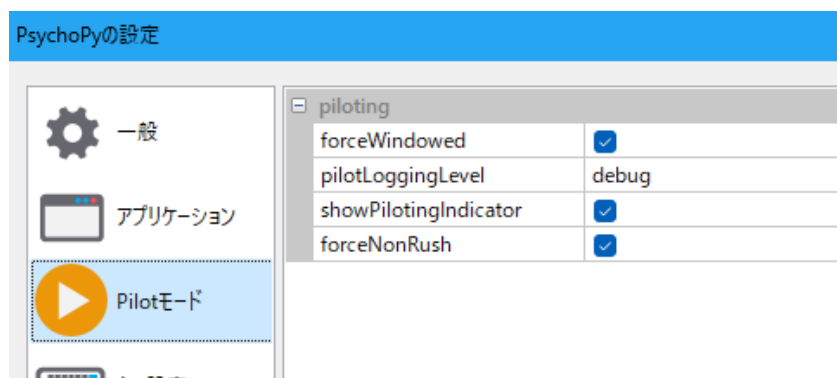 PsychoPyの設定
一般
アプリケーション
Pilotモード
piloting
forceWindowed
pilotLoggingLevel debug
showPilotingIndicator
forceNonRush